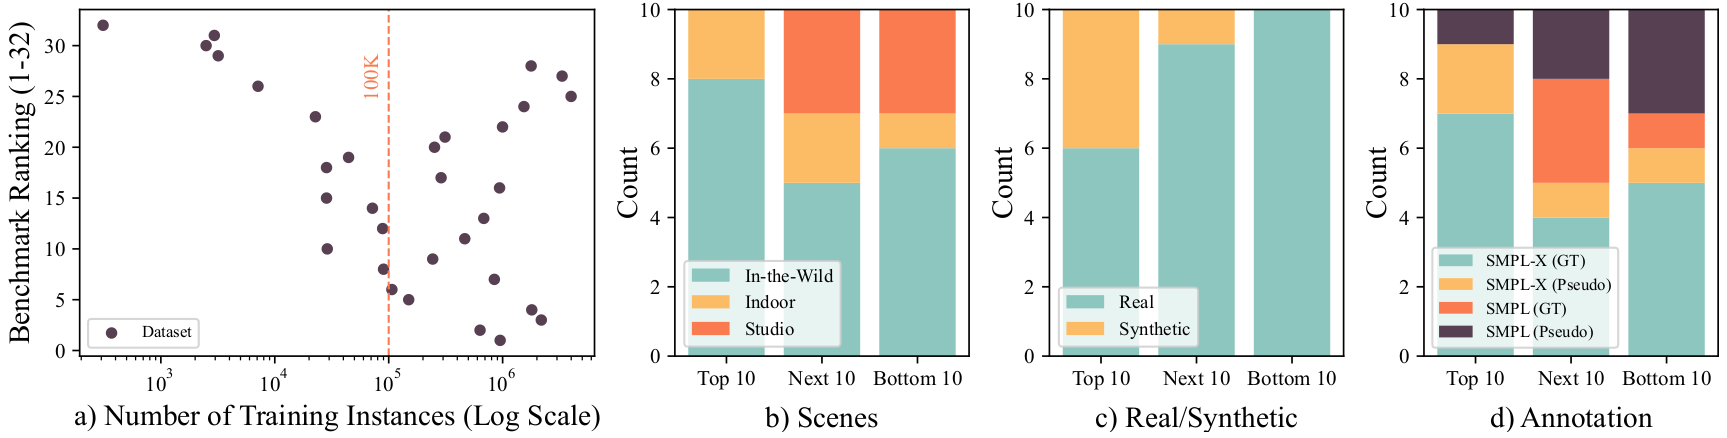 Benchmark Ranking (1-32)
30
25
20
15
10
5
0
100K
Dataset
10³
10⁴
10⁵
10⁶
a) Number of Training Instances (Log Scale)
Count
10
8
6
4
2
0
In-the-Wild
Indoor
Studio
Top 10
Next 10
Bottom 10
b) Scenes
Count
10
8
6
4
2
0
Real
Synthetic
Top 10
Next 10
Bottom 10
c) Real/Synthetic
Count
10
8
6
4
2
0
SMPL-X (GT)
SMPL-X (Pseudo)
SMPL (GT)
SMPL (Pseudo)
Top 10
Next 10
Bottom 10
d) Annotation